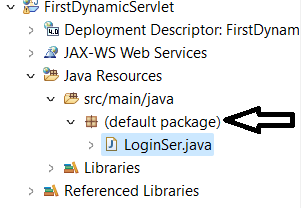 FirstDynamicServlet
Deployment Descriptor: FirstDynam
JAX-WS Web Services
Java Resources
src/main/java
(default package)
LoginSer.java
Libraries
Referenced Libraries